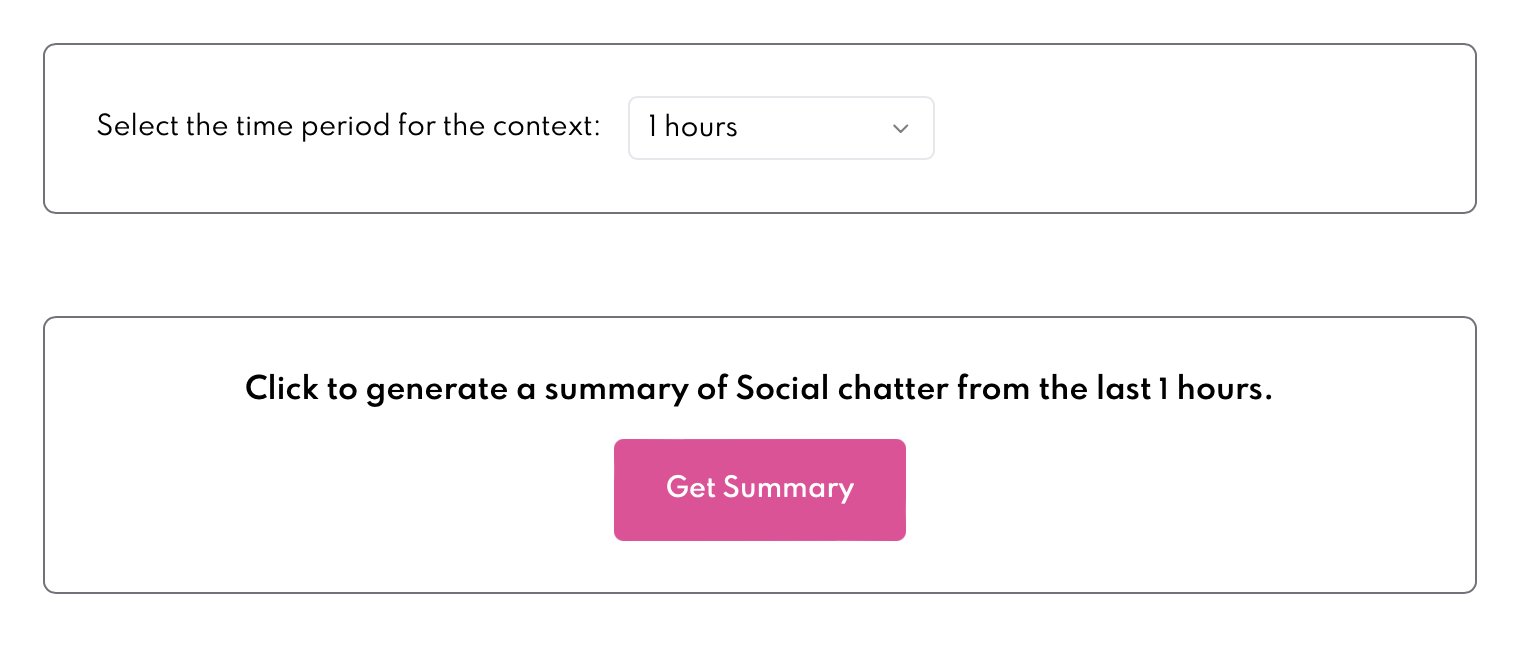 Select the time period for the context: 1 hours
Click to generate a summary of Social chatter from the last 1 hours.
Get Summary